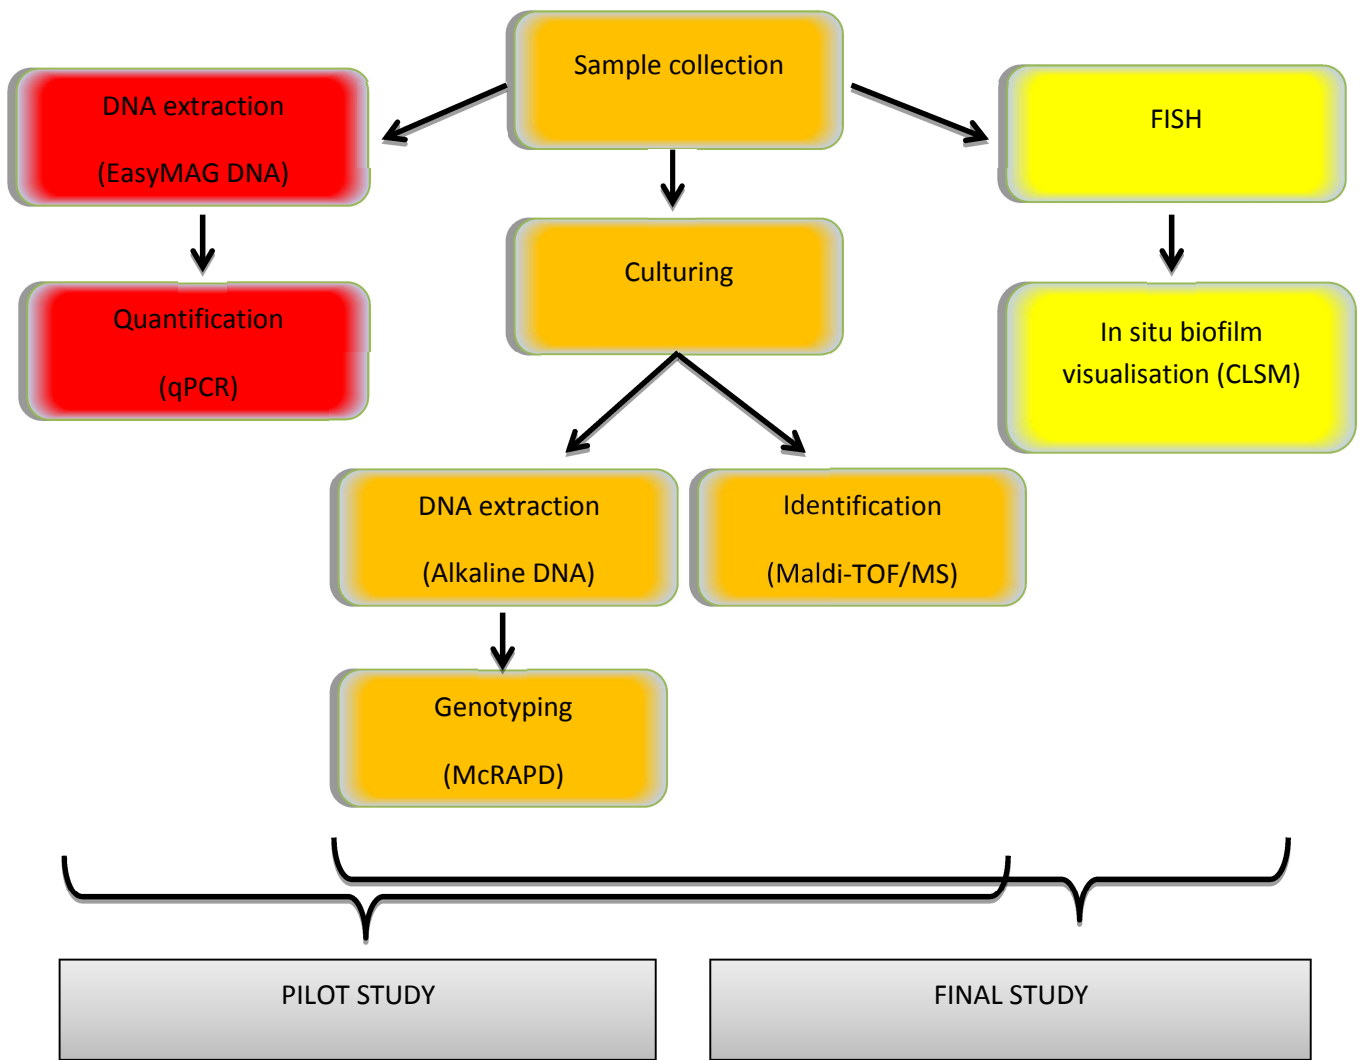 Sample collection
DNA extraction
(EasyMAG DNA)
FISH
Quantification
(qPCR)
Culturing
In situ biofilm
visualisation (CLSM)
DNA extraction
(Alkaline DNA)
Identification
(Maldi-TOF/MS)
Genotyping
(McRAPD)
PILOT STUDY
FINAL STUDY